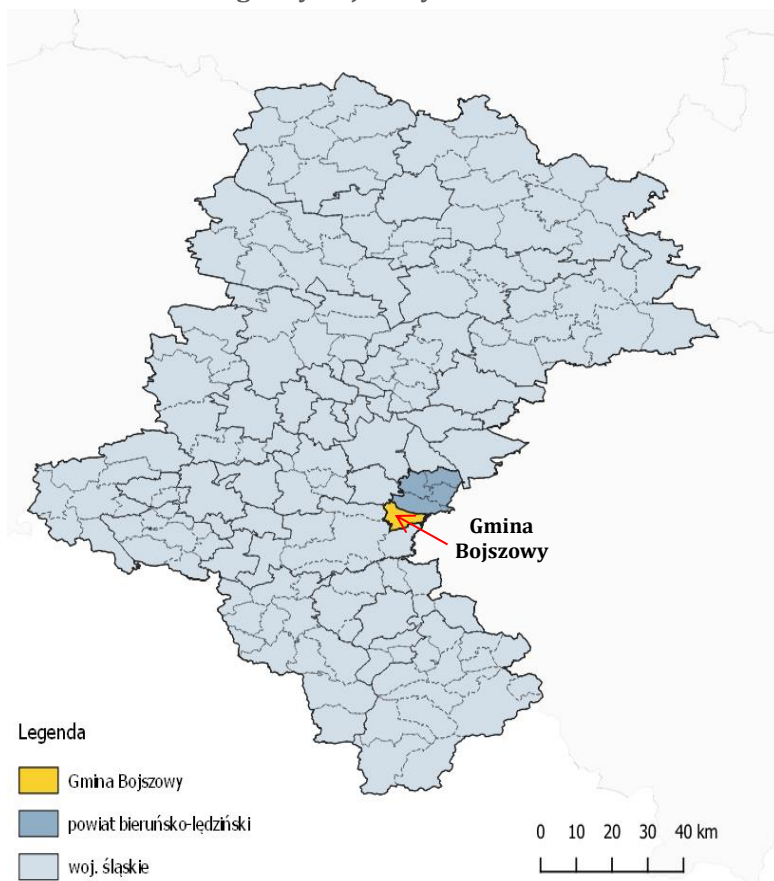 Gmina
Bojszowy
Legenda
Gmina Bojszowy
powiat bieruńsko-lędziński
woj. śląskie
0 10 20 30 40 km